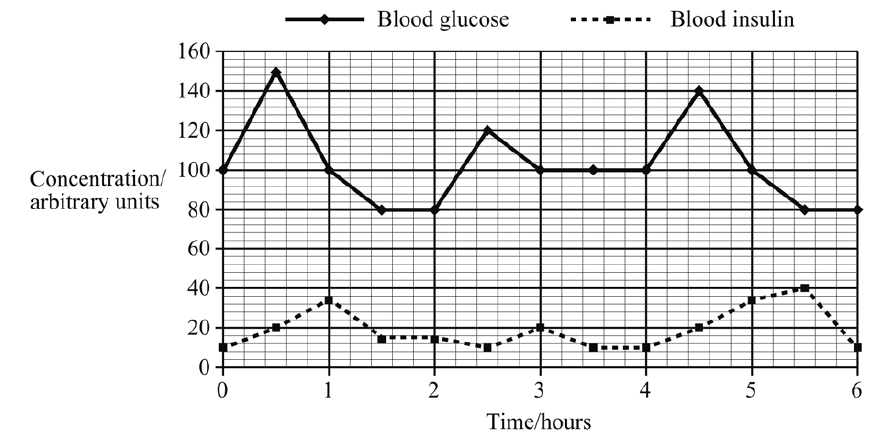 Blood glucose Blood insulin
160
140
120
100
80
60
40
20
0
Concentration/
arbitrary units
0 1 2 3 4 5 6
Time/hours